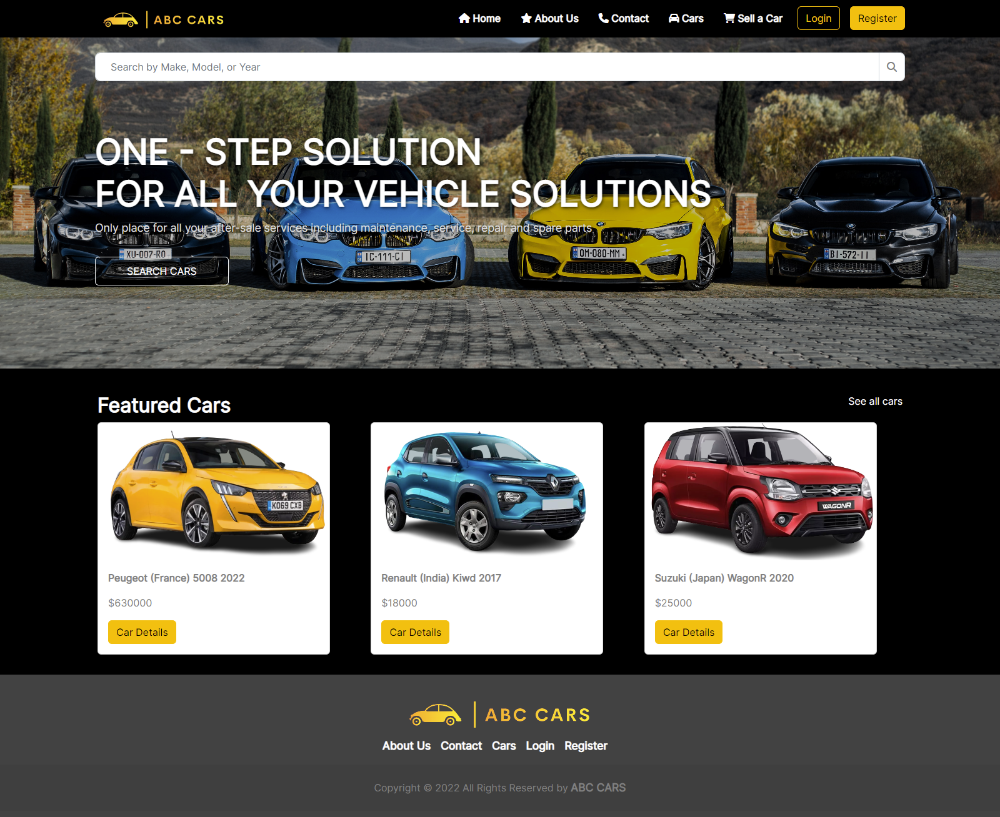 ABC CARS
Home About Us Contact Cars Sell a Car Login Register
Search by Make, Model, or Year
ONE - STEP SOLUTION
FOR ALL YOUR VEHICLE SOLUTIONS
Only place for all your after-sale services including maintenance, service, repair and spare parts
XU-007-RO
IC-111-CI
QM-080-MM
BI-572-II
SEARCH CARS
Featured Cars
See all cars
KO69 CXB
WAGONR
Peugeot (France) 5008 2022
Renault (India) Kiwd 2017
Suzuki (Japan) WagonR 2020
$630000
$18000
$25000
Car Details
Car Details
Car Details
ABC CARS
About Us Contact Cars Login Register
Copyright © 2022 All Rights Reserved by ABC CARS